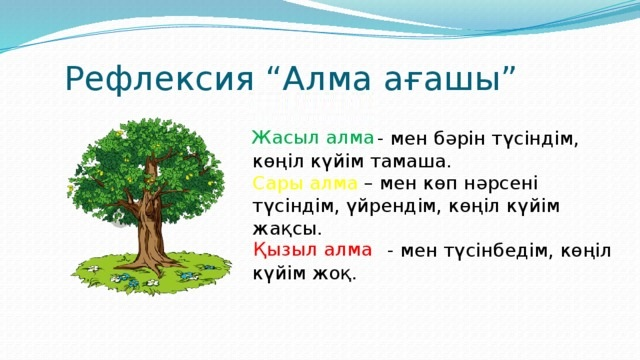 Рефлексия “Алма ағашы”
Жасыл алма - мен бәрін түсіндім,
көңіл күйім тамаша.
Сары алма – мен көп нәрсені
түсіндім, үйрендім, көңіл күйім
жақсы.
Қызыл алма - мен түсінбедім, көңіл
күйім жоқ.